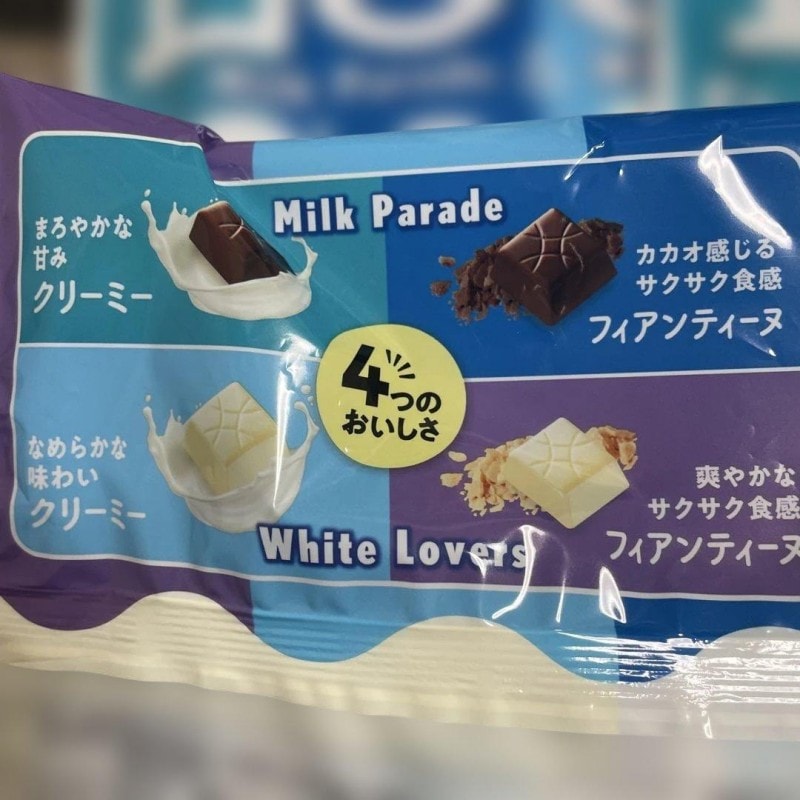 Milk Parade
まろやかな
甘み
クリーミー
カカオ感じる
サクサク食感
フィアンティーヌ
4つの
おいしさ
なめらかな
味わい
クリーミー
爽やかな
サクサク食感
フィアンティーヌ
White Lovers